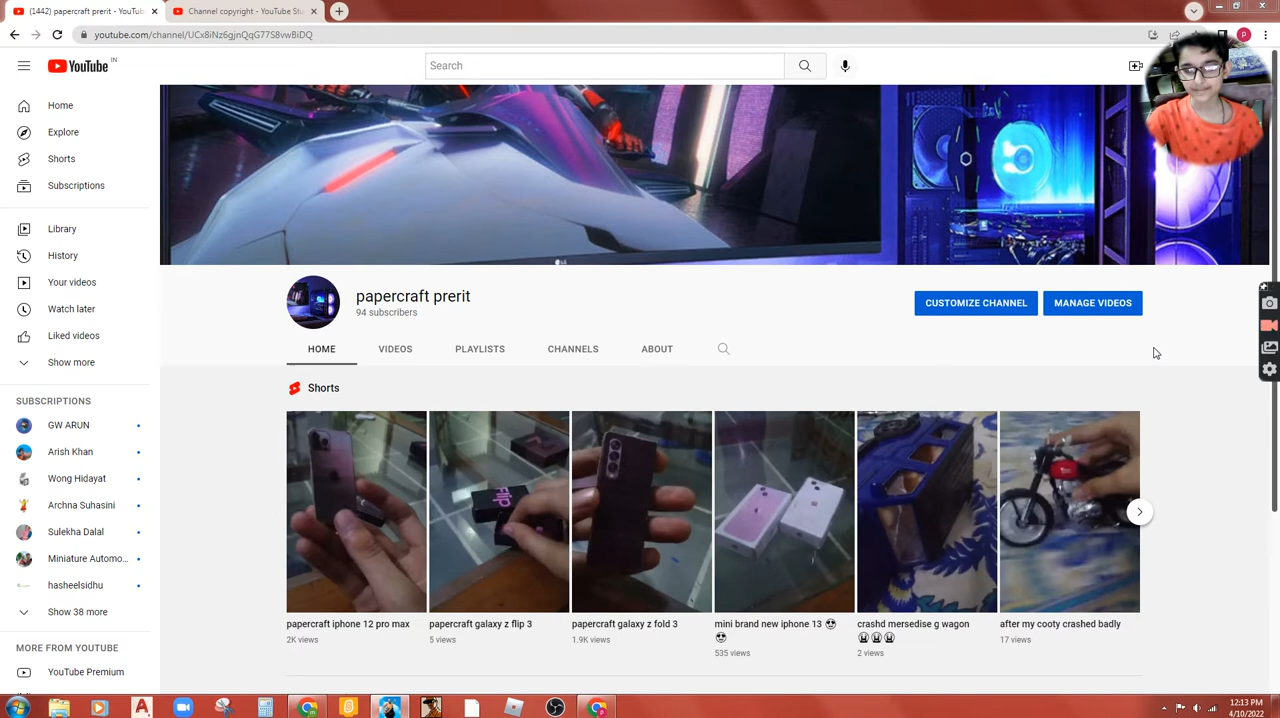 (1442) papercraft prerit - YouTub
Channel copyright - YouTube Stu
youtube.com/channel/UCx8iNz6gjnQqG77S8vwBiDQ
P
YouTube IN
Search
Home
Explore
Shorts
Subscriptions
Library
History
Your videos
Watch later
Liked videos
Show more
SUBSCRIPTIONS
GW ARUN
Arish Khan
Wong Hidayat
Archna Suhasini
Sulekha Dalal
Miniature Automo...
hasheelsidhu
Show 38 more
MORE FROM YOUTUBE
YouTube Premium
LG
papercraft prerit
94 subscribers
CUSTOMIZE CHANNEL
MANAGE VIDEOS
HOME
VIDEOS
PLAYLISTS
CHANNELS
ABOUT
Shorts
flip
papercraft iphone 12 pro max
2K views
papercraft galaxy z flip 3
5 views
papercraft galaxy z fold 3
1.9K views
mini brand new iphone 13 😍
😍
535 views
crashd mersedise g wagon
😱😱😱
2 views
after my cooty crashed badly
17 views
12:13 PM
4/10/2022